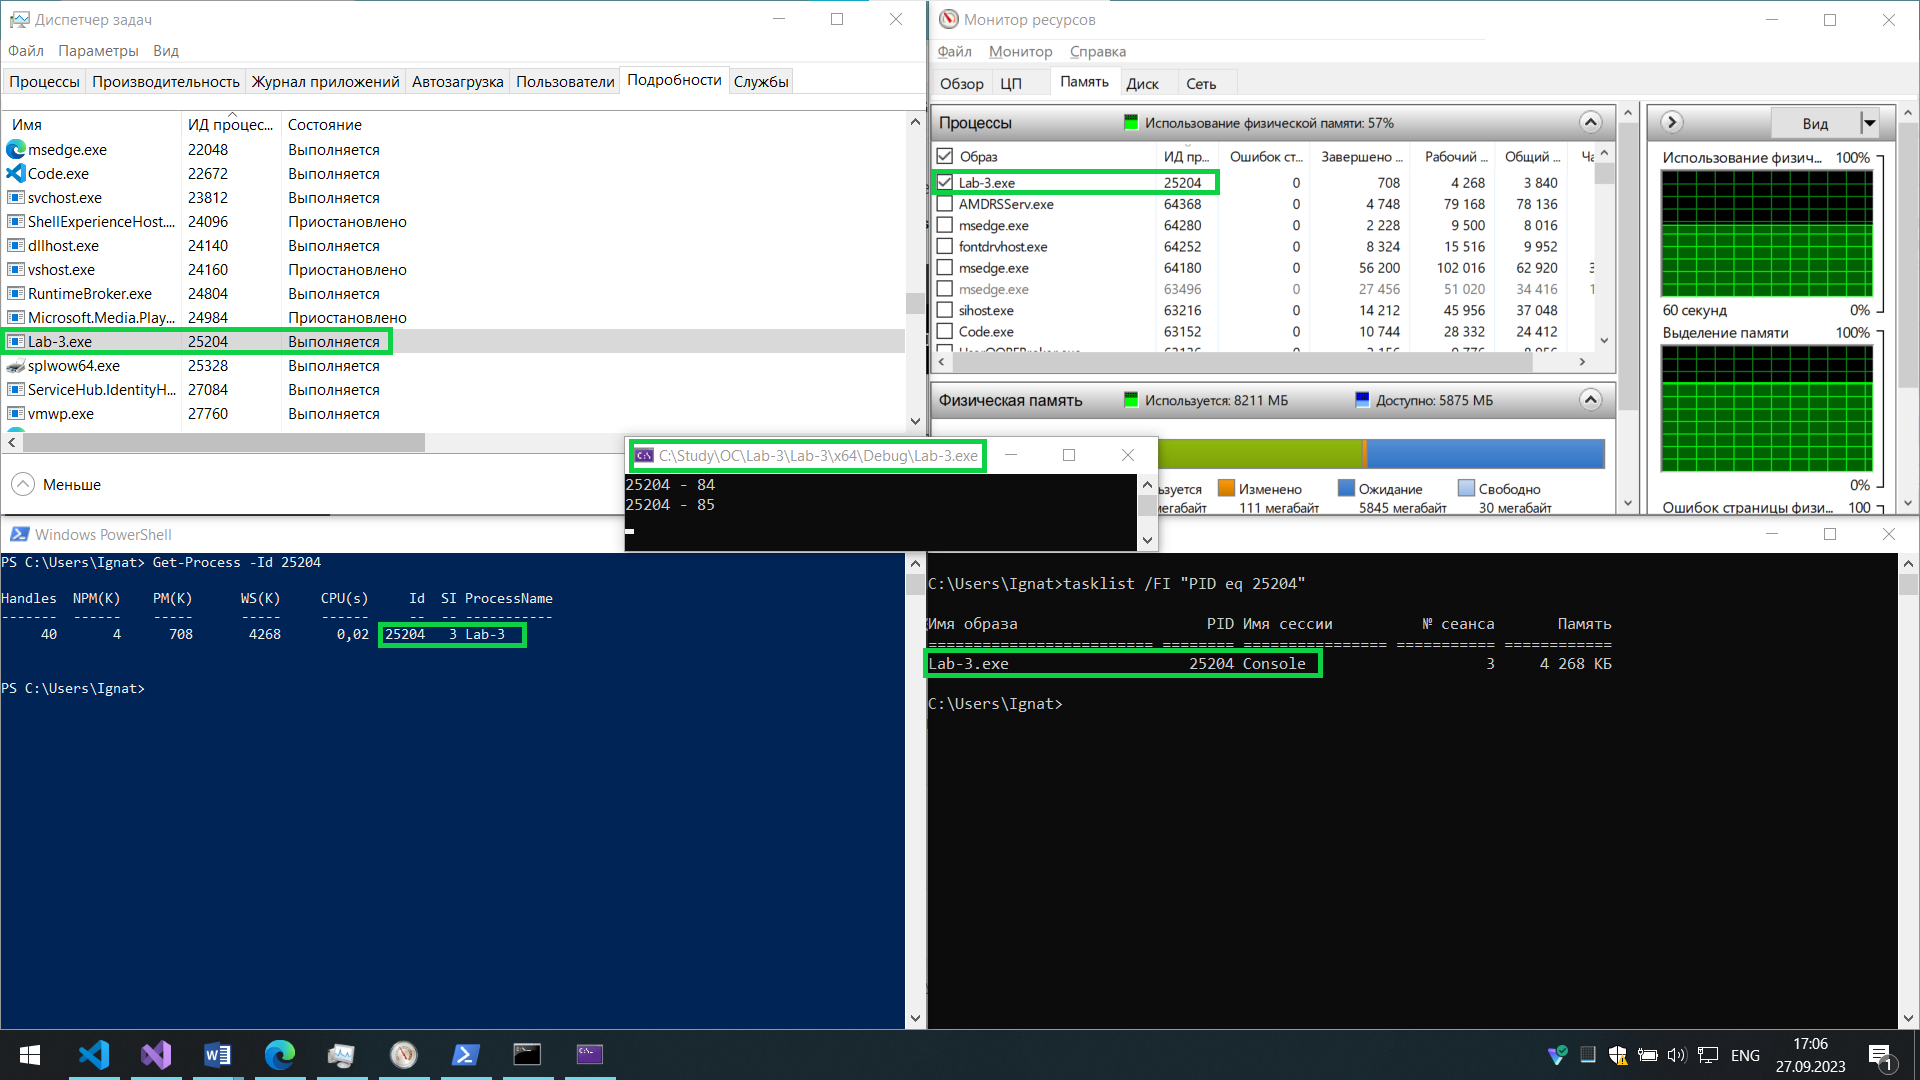 Диспетчер задач
Файл Параметры Вид
Процессы Производительность Журнал приложений Автозагрузка Пользователи Подробности Службы
Имя ИД процес... Состояние
msedge.exe 22048 Выполняется
Code.exe 22672 Выполняется
svchost.exe 23812 Выполняется
ShellExperienceHost.... 24096 Приостановлено
dllhost.exe 24140 Выполняется
vshost.exe 24160 Приостановлено
RuntimeBroker.exe 24804 Выполняется
Microsoft.Media.Play... 24984 Приостановлено
Lab-3.exe 25204 Выполняется
splwow64.exe 25328 Выполняется
ServiceHub.IdentityH... 27084 Выполняется
vmwp.exe 27760 Выполняется
Меньше
Монитор ресурсов
Файл Монитор Справка
Обзор ЦП Память Диск Сеть
Процессы Использование физической памяти: 57%
Образ ИД пр... Ошибок ст... Завершено ... Рабочий ... Общий ... Ча
Lab-3.exe 25204 0 708 4 268 3 840
AMDRSServ.exe 64368 0 4 748 79 168 78 136
msedge.exe 64280 0 2 228 9 500 8 016
fontdrvhost.exe 64252 0 8 324 15 516 9 952
msedge.exe 64180 0 56 200 102 016 62 920 3
msedge.exe 63496 0 27 456 51 020 34 416 1
sihost.exe 63216 0 14 212 45 956 37 048
Code.exe 63152 0 10 744 28 332 24 412
Физическая память Используется: 8211 МБ Доступно: 5875 МБ
ьзуется Изменено Ожидание Свободно
мегабайт 111 мегабайт 5845 мегабайт 30 мегабайт
Вид
Использование физич... 100%
60 секунд 0%
Выделение памяти 100%
0%
Ошибок страницы физи... 100
C:\Study\OC\Lab-3\Lab-3\x64\Debug\Lab-3.exe
25204 - 84
25204 - 85
Windows PowerShell
PS C:\Users\Ignat> Get-Process -Id 25204
Handles NPM(K) PM(K) WS(K) CPU(s) Id SI ProcessName
------- ------ ----- ----- ------ -- -- -----------
40 4 708 4268 0,02 25204 3 Lab-3
PS C:\Users\Ignat>
C:\Users\Ignat>tasklist /FI "PID eq 25204"
Имя образа PID Имя сессии № сеанса Память
========================= ======== ================ =========== ============
Lab-3.exe 25204 Console 3 4 268 КБ
C:\Users\Ignat>
ENG
17:06
27.09.2023
1